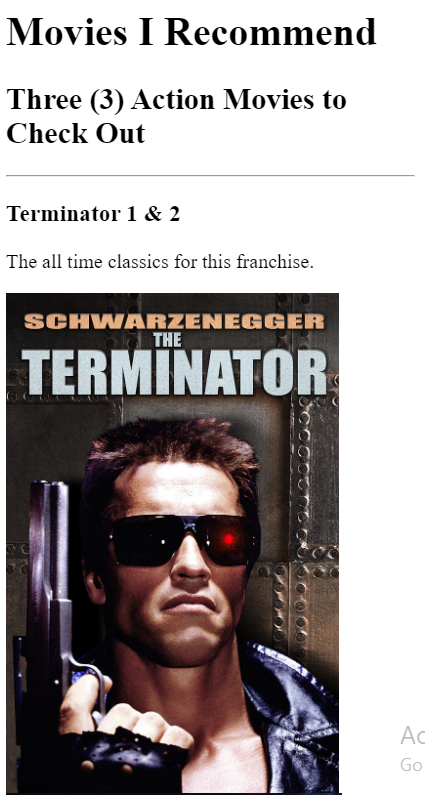 Movies I Recommend
Three (3) Action Movies to
Check Out
Terminator 1 & 2
The all time classics for this franchise.
SCHWARZENEGGER
THE
TERMINATOR
Ac
Go